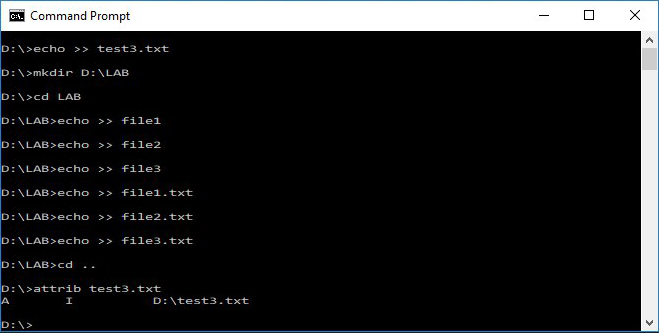 Command Prompt
D:\>echo >> test3.txt
D:\>mkdir D:\LAB
D:\>cd LAB
D:\LAB>echo >> file1
D:\LAB>echo >> file2
D:\LAB>echo >> file3
D:\LAB>echo >> file1.txt
D:\LAB>echo >> file2.txt
D:\LAB>echo >> file3.txt
D:\LAB>cd ..
D:\>attrib test3.txt
A       I          D:\test3.txt
D:\>